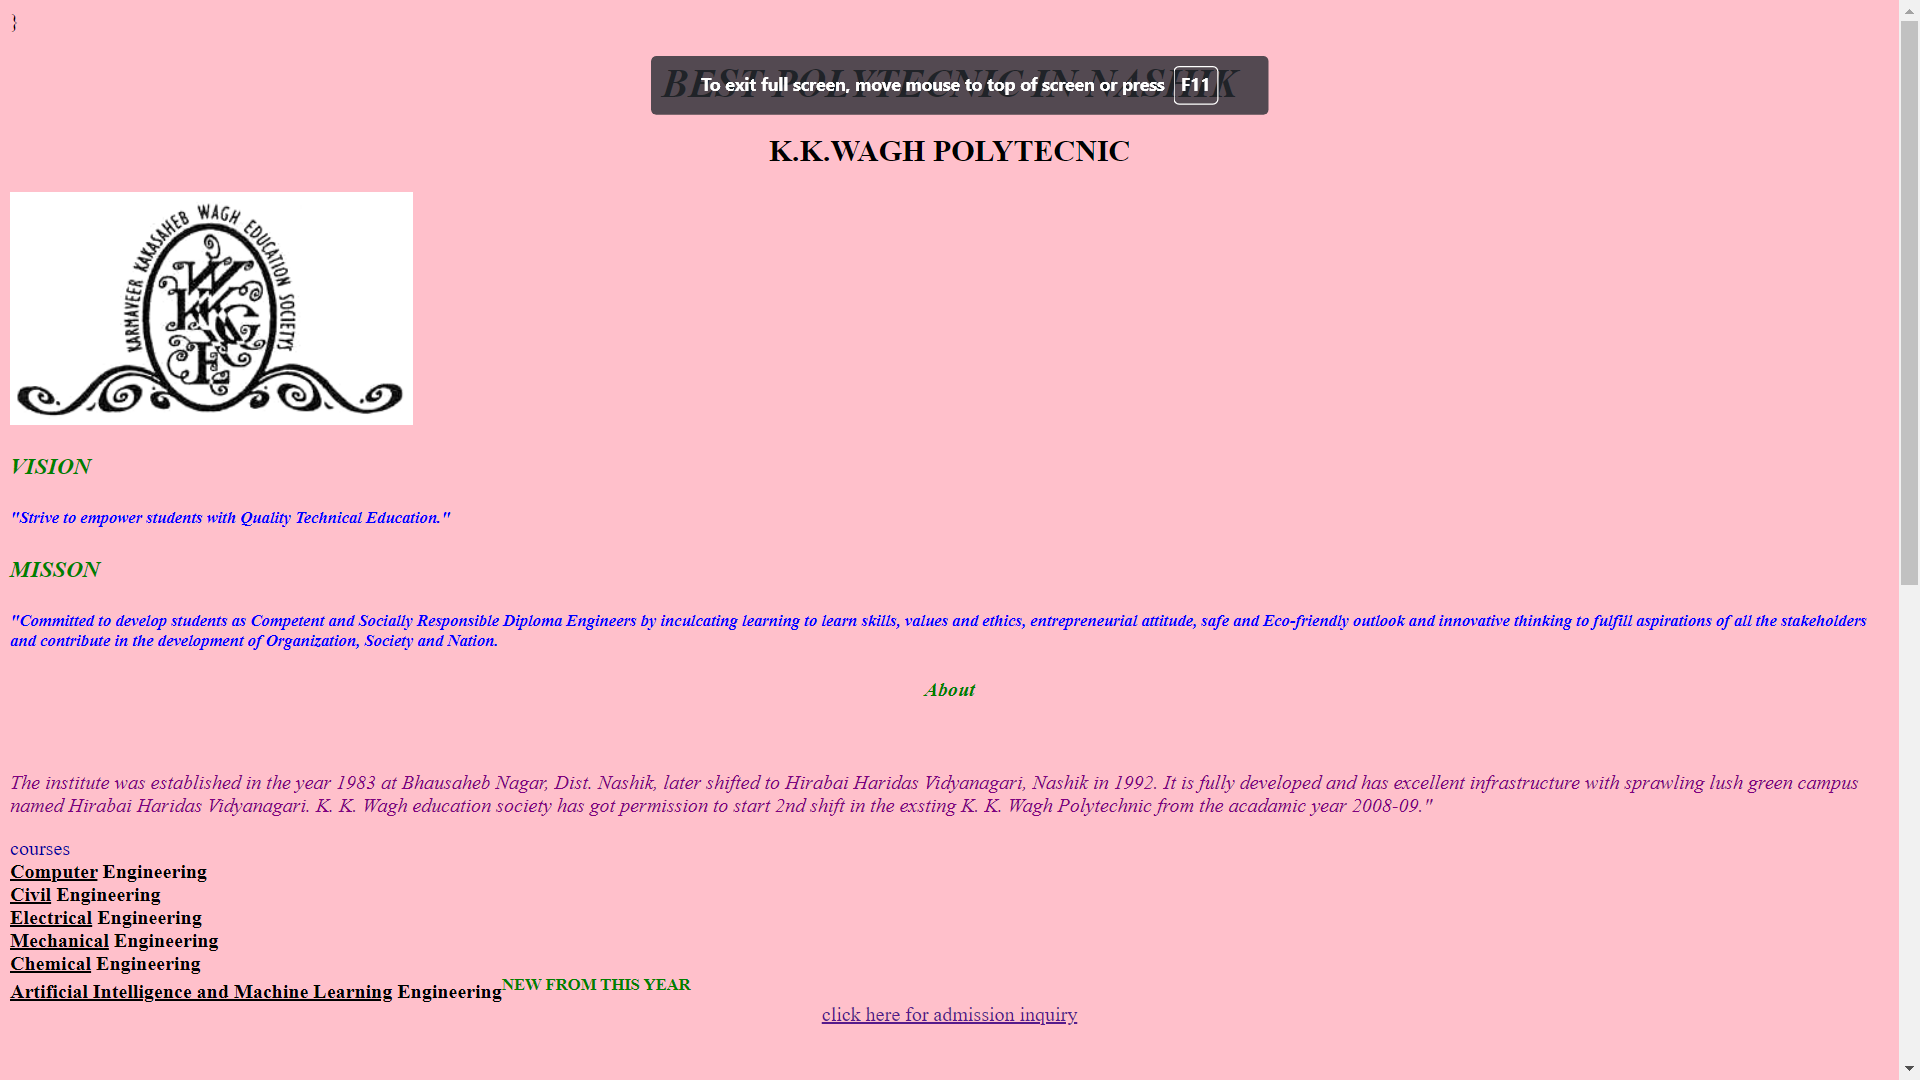 }
BEST POLYTECNIC IN NASHIK
To exit full screen, move mouse to top of screen or press F11
K.K.WAGH POLYTECNIC
KARMAVEER KAKASAHEB WAGH EDUCATION SOCIETYS
VISION
"Strive to empower students with Quality Technical Education."
MISSON
"Committed to develop students as Competent and Socially Responsible Diploma Engineers by inculcating learning to learn skills, values and ethics, entrepreneurial attitude, safe and Eco-friendly outlook and innovative thinking to fulfill aspirations of all the stakeholders
and contribute in the development of Organization, Society and Nation.
About
The institute was established in the year 1983 at Bhausaheb Nagar, Dist. Nashik, later shifted to Hirabai Haridas Vidyanagari, Nashik in 1992. It is fully developed and has excellent infrastructure with sprawling lush green campus
named Hirabai Haridas Vidyanagari. K. K. Wagh education society has got permission to start 2nd shift in the exsting K. K. Wagh Polytechnic from the acadamic year 2008-09."
courses
Computer Engineering
Civil Engineering
Electrical Engineering
Mechanical Engineering
Chemical Engineering
Artificial Intelligence and Machine Learning Engineering NEW FROM THIS YEAR
click here for admission inquiry